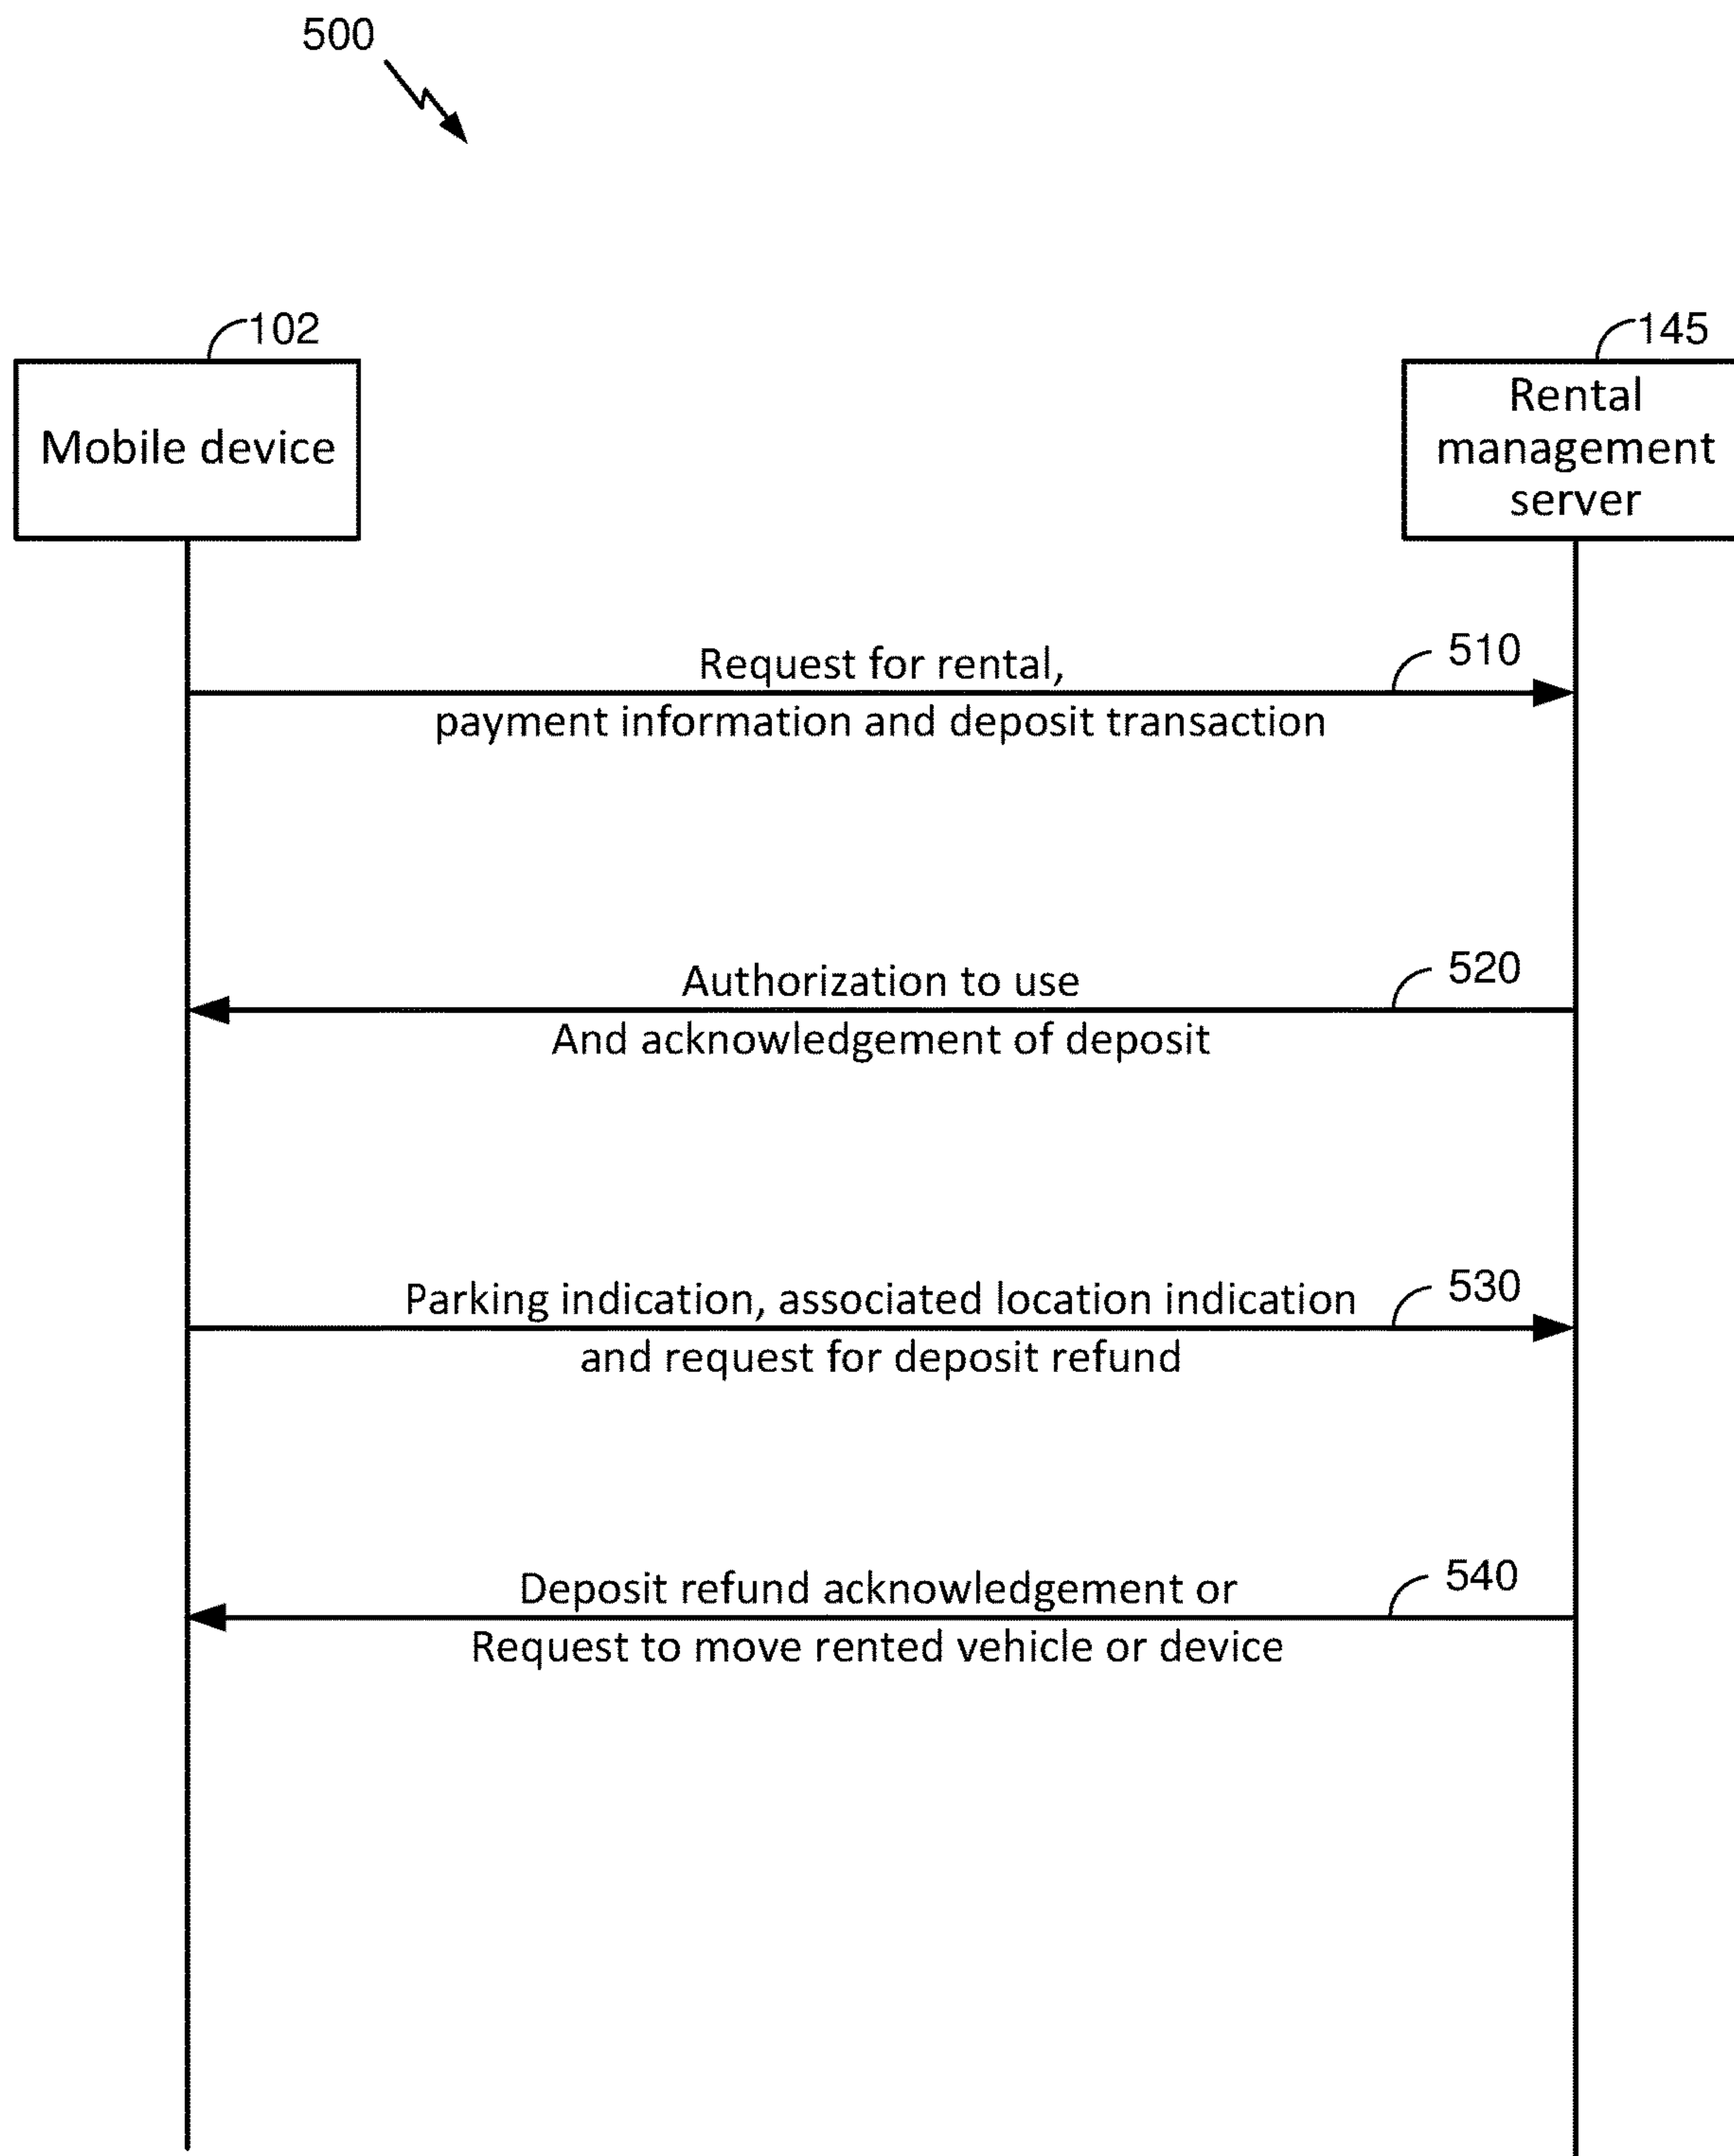 500
102
145
Mobile device
Rental
management
server
Request for rental,
510
payment information and deposit transaction
Authorization to use
520
And acknowledgement of deposit
Parking indication, associated location indication
530
and request for deposit refund
Deposit refund acknowledgement or
540
Request to move rented vehicle or device